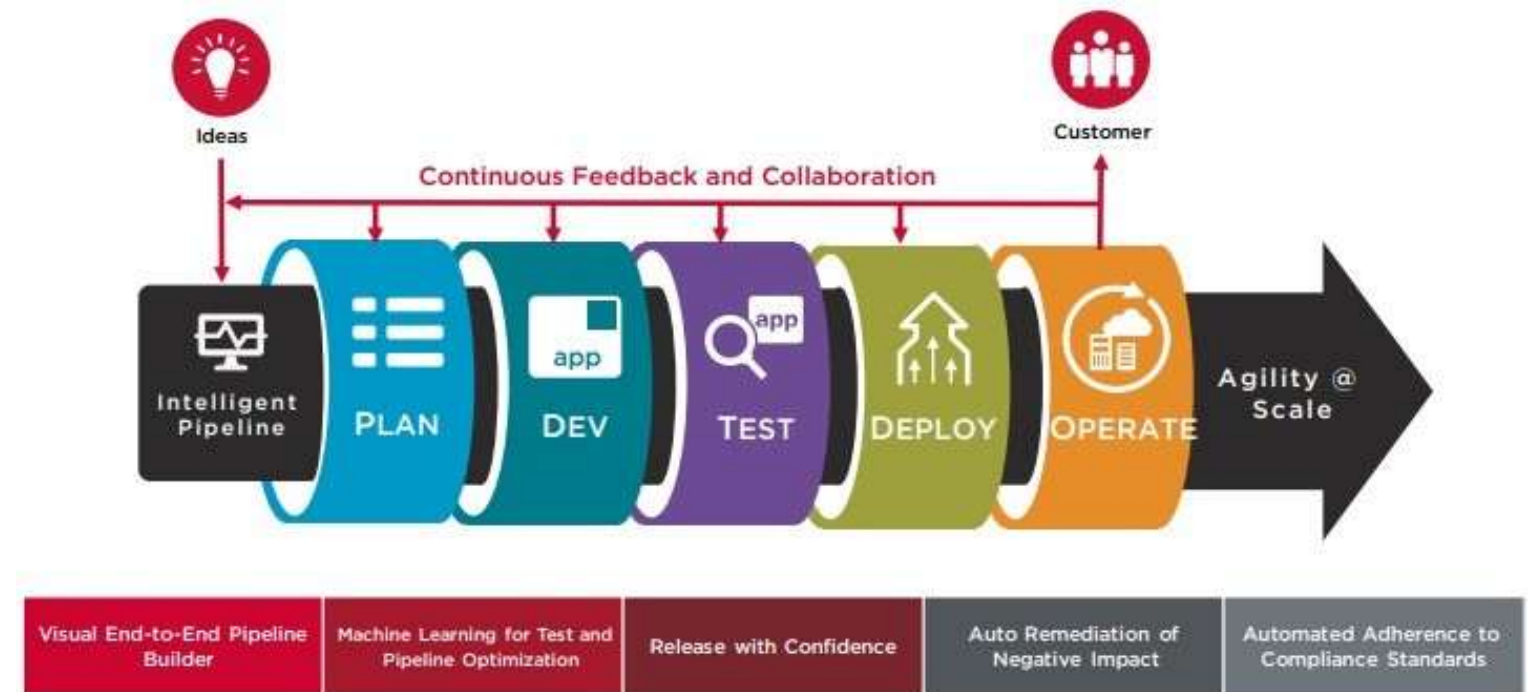 Ideas
Customer
Continuous Feedback and Collaboration
Intelligent
Pipeline
PLAN
app
DEV
app
TEST
DEPLOY
OPERATE
Agility @
Scale
Visual End-to-End Pipeline
Builder
Machine Learning for Test and
Pipeline Optimization
Release with Confidence
Auto Remediation of
Negative Impact
Automated Adherence to
Compliance Standards